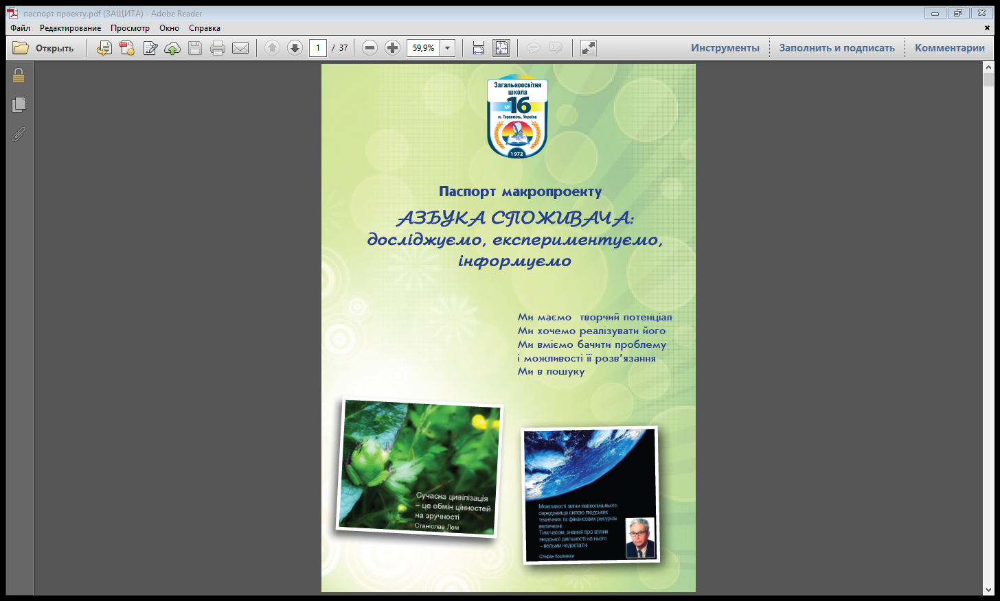 паспорт проекту.pdf (ЗАЩИТА) - Adobe Reader
Файл Редактирование Просмотр Окно Справка
Открыть 1 / 37 59,9% Инструменты Заполнить и подписать Комментарии
Загальноосвітня
школа
№ 16
м. Тернопіль, Україна
1972
Паспорт макропроекту
АЗБУКА СПОЖИВАЧА:
досліджуємо, експериментуємо,
інформуємо
Ми маємо творчий потенціал
Ми хочемо реалізувати його
Ми вміємо бачити проблему
і можливості її розв'язання
Ми в пошуку
Сучасна цивілізація
– це обмін цінностей
на зручності
Станіслав Лем
Можливості зміни навколишнього
середовища силою людських
технічних та фінансових ресурсів
величезні.
Тим часом, знання про вплив
людської діяльності на нього
- вельми недостатні
Стефан Козловски